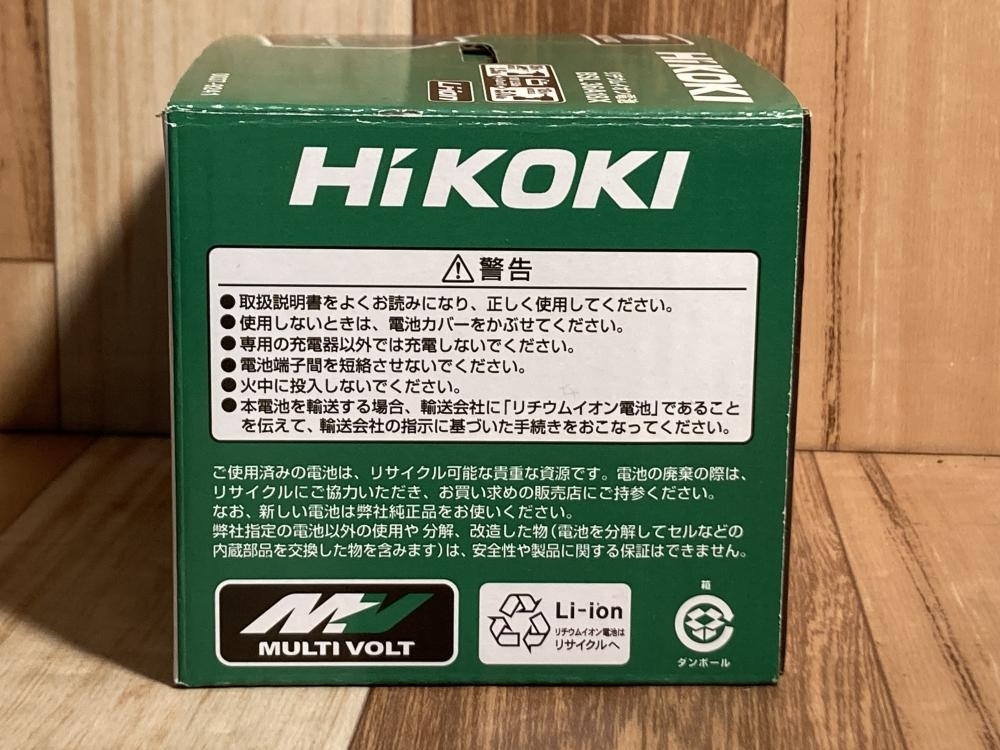 HiKOKI
Li-ion
HiKOKI
警告
●取扱説明書をよくお読みになり、正しく使用してください。
●使用しないときは、電池カバーをかぶせてください。
●専用の充電器以外では充電しないでください。
●電池端子間を短絡させないでください。
●火中に投入しないでください。
●本電池を輸送する場合、輸送会社に「リチウムイオン電池」であること
を伝えて、輸送会社の指示に基づいた手続きをおこなってください。
ご使用済みの電池は、リサイクル可能な貴重な資源です。電池の廃棄の際は、
リサイクルにご協力いただき、お買い求めの販売店にご持参ください。
なお、新しい電池は弊社純正品をお使いください。
弊社指定の電池以外の使用や分解、改造した物（電池を分解してセルなどの
内蔵部品を交換した物を含みます）は、安全性や製品に関する保証はできません。
MULTI VOLT
Li-ion
リチウムイオン電池は
リサイクルへ
箱
ダンボール